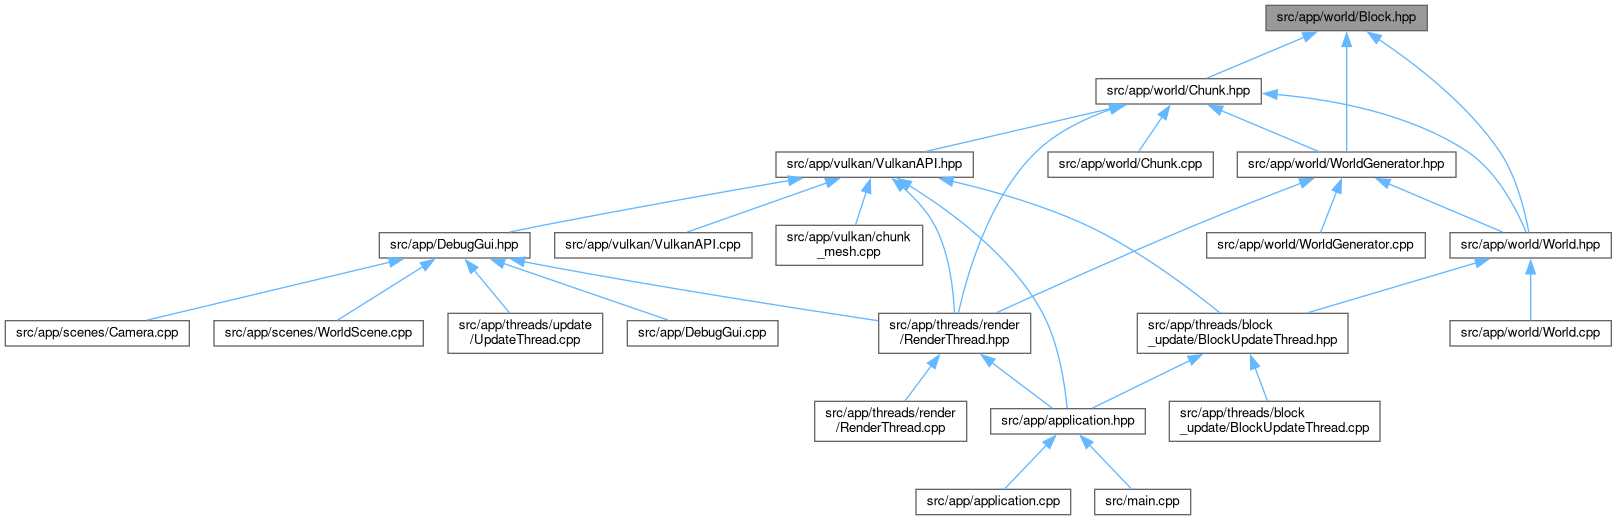 src/app/world/Block.hpp
src/app/world/Chunk.hpp
src/app/vulkan/VulkanAPI.hpp
src/app/world/Chunk.cpp
src/app/world/WorldGenerator.hpp
src/app/DebugGui.hpp
src/app/vulkan/VulkanAPI.cpp
src/app/vulkan/chunk
_mesh.cpp
src/app/world/WorldGenerator.cpp
src/app/world/World.hpp
src/app/scenes/Camera.cpp
src/app/scenes/WorldScene.cpp
src/app/threads/update
/UpdateThread.cpp
src/app/DebugGui.cpp
src/app/threads/render
/RenderThread.hpp
src/app/threads/block
_update/BlockUpdateThread.hpp
src/app/world/World.cpp
src/app/threads/render
/RenderThread.cpp
src/app/application.hpp
src/app/threads/block
_update/BlockUpdateThread.cpp
src/app/application.cpp
src/main.cpp